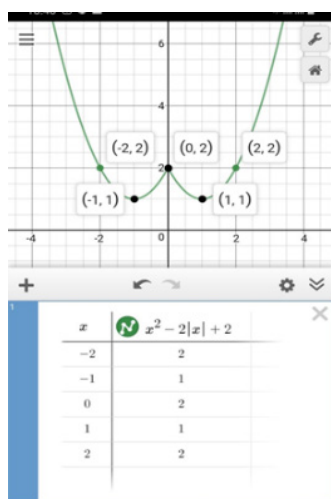 6
4
(-2, 2) (0, 2) (2, 2)
2
(-1, 1) (1, 1)
-4 -2 0 2 4
1
x x² − 2|x| + 2
−2 2
−1 1
0 2
1 1
2 2